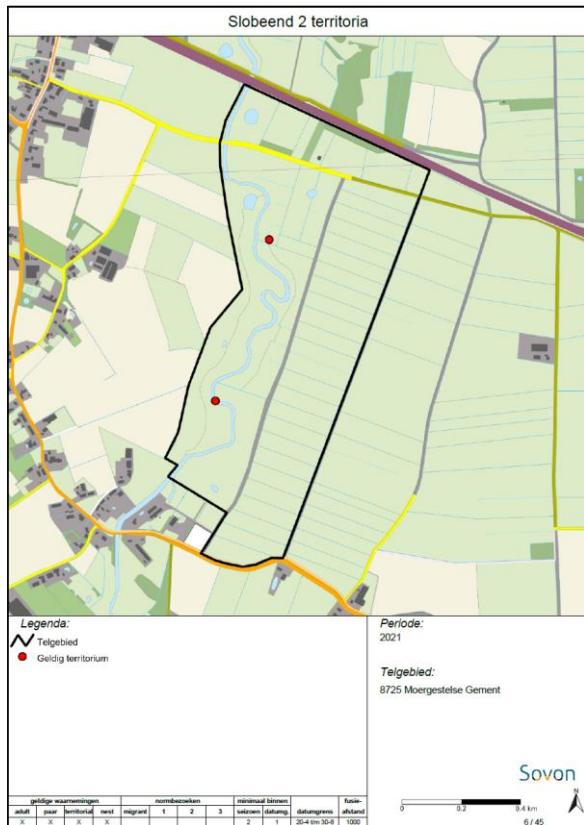 Slobeend 2 territoria
Legenda:
Telgebied
Geldig territorium
Periode:
2021
Telgebied:
8725 Moergestelse Gement
Sovon
N
0 0.2 0.4 km
6 / 45
geldige waarnemingen normbezoeken minimaal binnen fusie-
adult paar territoriaal nest migrant 1 2 3 seizoen datumg. datumgrens afstand
X X X X 2 1 20-4 t/m 30-6 1000